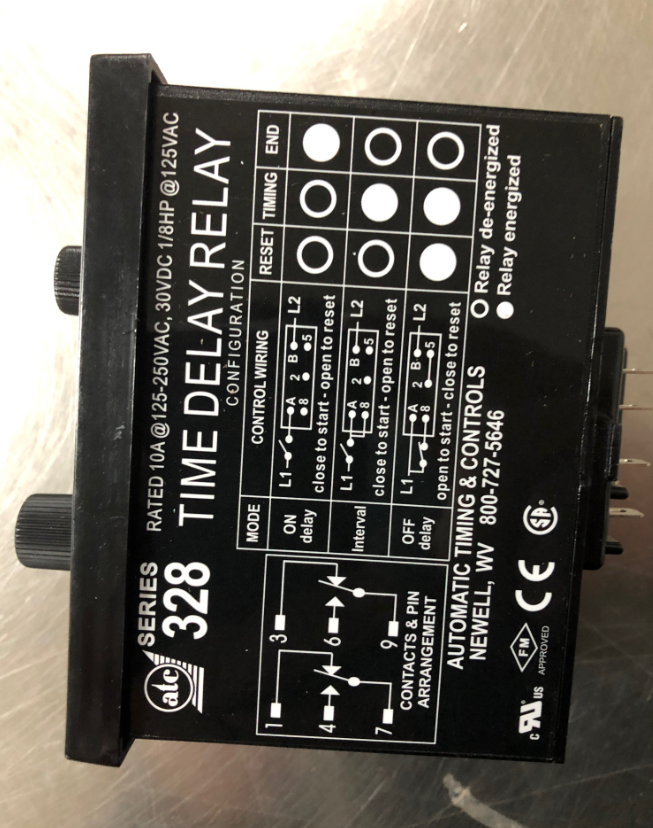 atc
SERIES
328
RATED 10A @125-250VAC, 30VDC 1/8HP @125VAC
TIME DELAY RELAY
CONFIGURATION
1 3
4 6
7 9
CONTACTS & PIN
ARRANGEMENT
MODE CONTROL WIRING RESET TIMING END
ON
delay
L1 A B L2
8 2 5
close to start - open to reset
Interval
L1 A B L2
8 2 5
close to start - open to reset
OFF
delay
L1 A B L2
8 2 5
open to start - close to reset
AUTOMATIC TIMING & CONTROLS
NEWELL, WV 800-727-5646
Relay de-energized
Relay energized
c RU US
FM
APPROVED
CE
SA